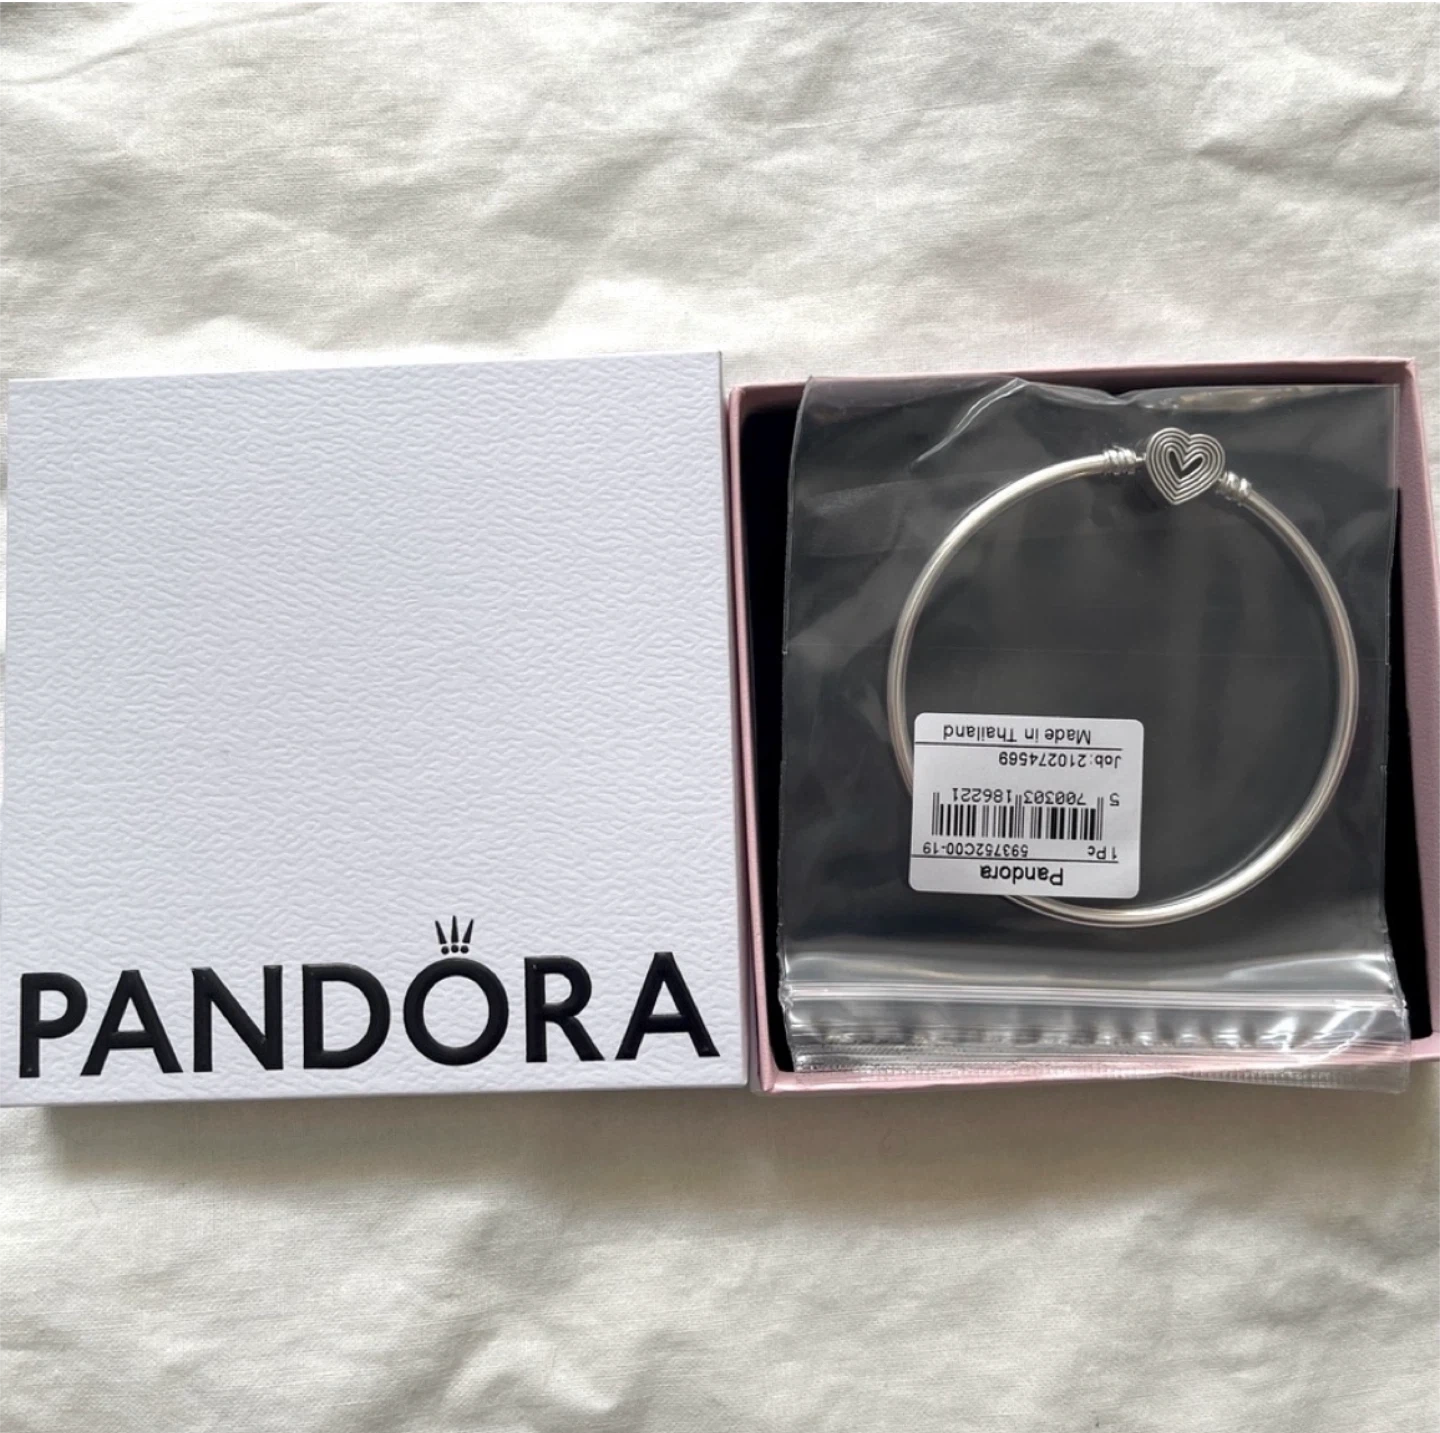 PANDORA
Pandora
1 Pc 593752C00-19
5 700303 186221
Job:210274569
Made in Thailand